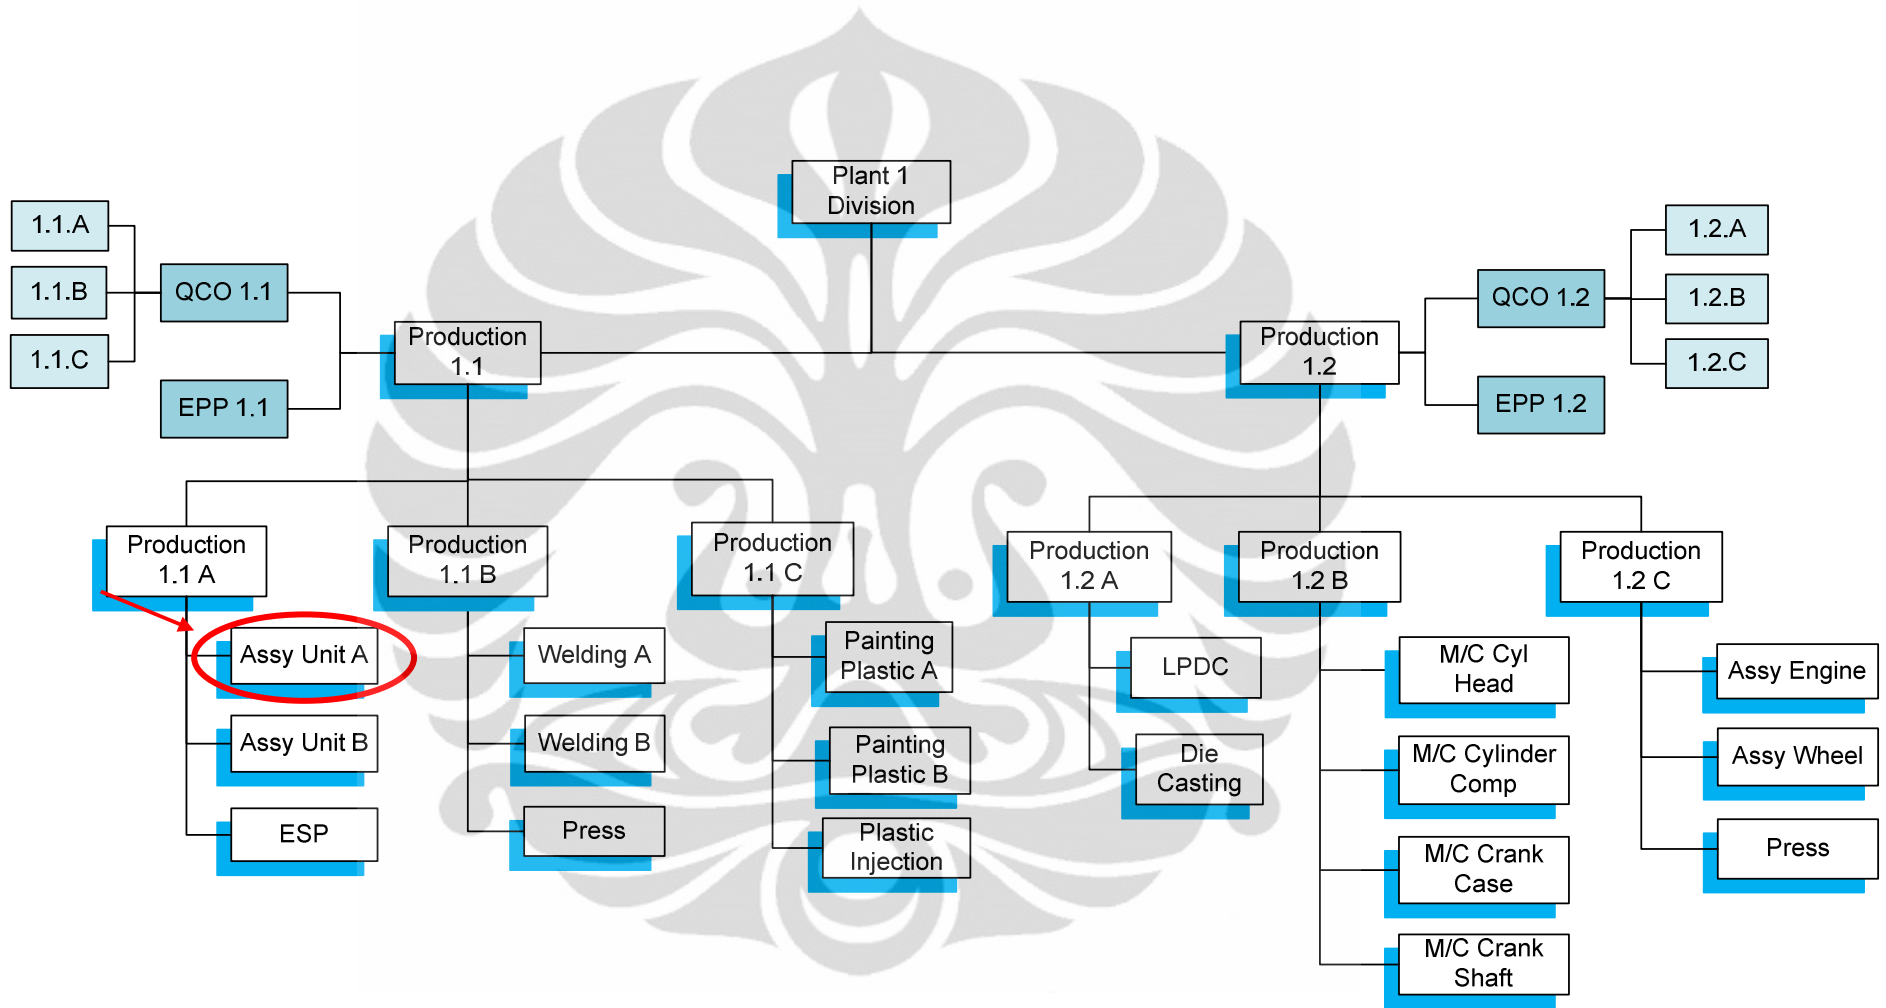 Plant 1
Division
1.1.A
1.1.B
1.1.C
QCO 1.1
EPP 1.1
Production
1.1
Production
1.2
QCO 1.2
EPP 1.2
1.2.A
1.2.B
1.2.C
Production
1.1 A
Assy Unit A
Assy Unit B
ESP
Production
1.1 B
Welding A
Welding B
Press
Production
1.1 C
Painting
Plastic A
Painting
Plastic B
Plastic
Injection
Production
1.2 A
LPDC
Die
Casting
Production
1.2 B
M/C Cyl
Head
M/C Cylinder
Comp
M/C Crank
Case
M/C Crank
Shaft
Production
1.2 C
Assy Engine
Assy Wheel
Press